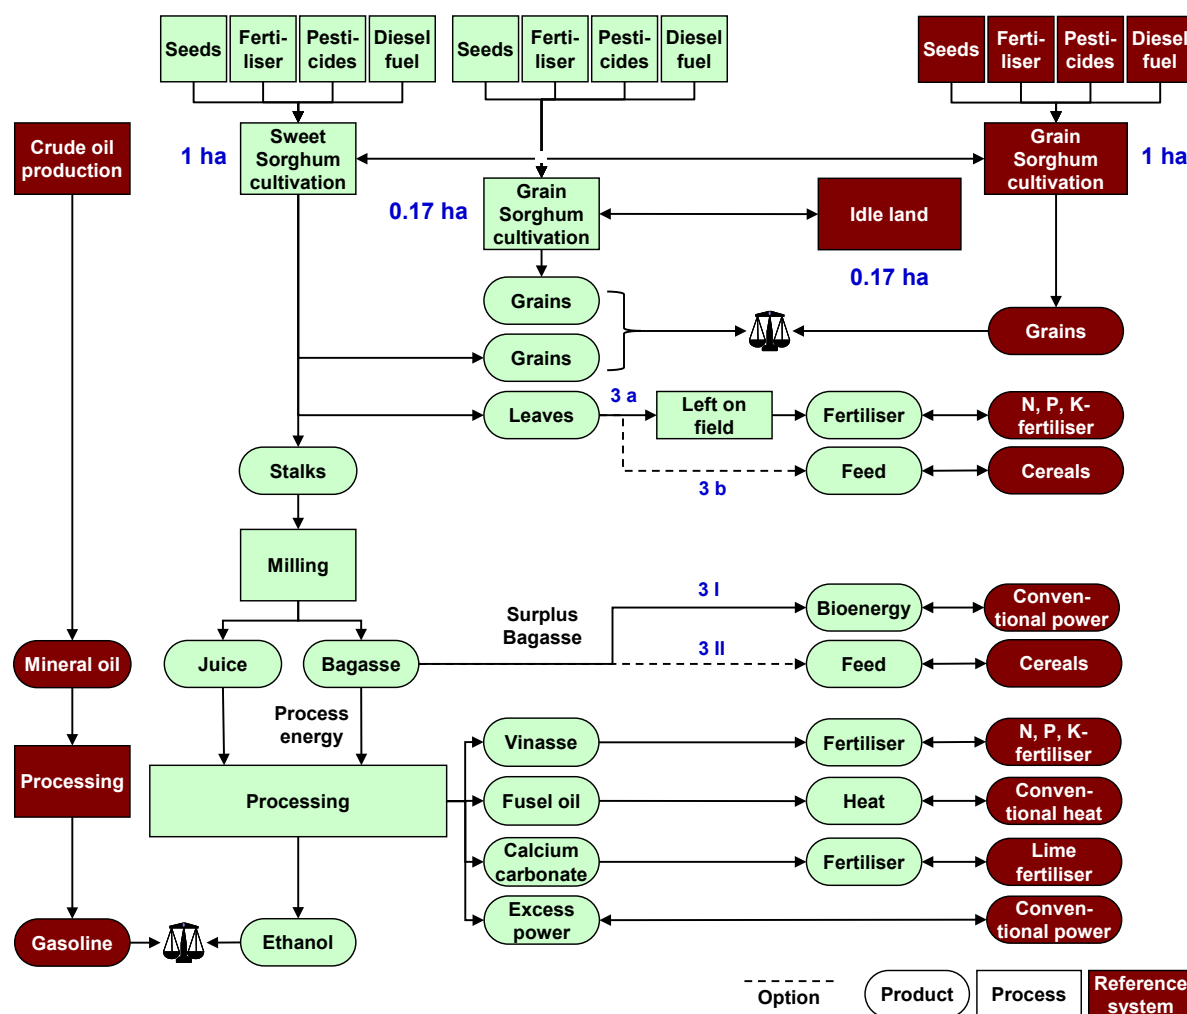 Seeds
Ferti-
liser
Pesti-
cides
Diesel
fuel
Seeds
Ferti-
liser
Pesti-
cides
Diesel
fuel
Seeds
Ferti-
liser
Pesti-
cides
Diesel
fuel
Crude oil
production
1 ha
Sweet
Sorghum
cultivation
Grain
Sorghum
cultivation
1 ha
0.17 ha
Grain
Sorghum
cultivation
Idle land
0.17 ha
Grains
Grains
Grains
Leaves
3 a
Left on
field
Fertiliser
N, P, K-
fertiliser
Stalks
3 b
Feed
Cereals
Milling
Surplus
Bagasse
3 I
Bioenergy
Conven-
tional power
Mineral oil
Juice
Bagasse
3 II
Feed
Cereals
Process
energy
Vinasse
Fertiliser
N, P, K-
fertiliser
Processing
Processing
Fusel oil
Heat
Conven-
tional heat
Calcium
carbonate
Fertiliser
Lime
fertiliser
Gasoline
Ethanol
Excess
power
Conven-
tional power
Option
Product
Process
Reference
system